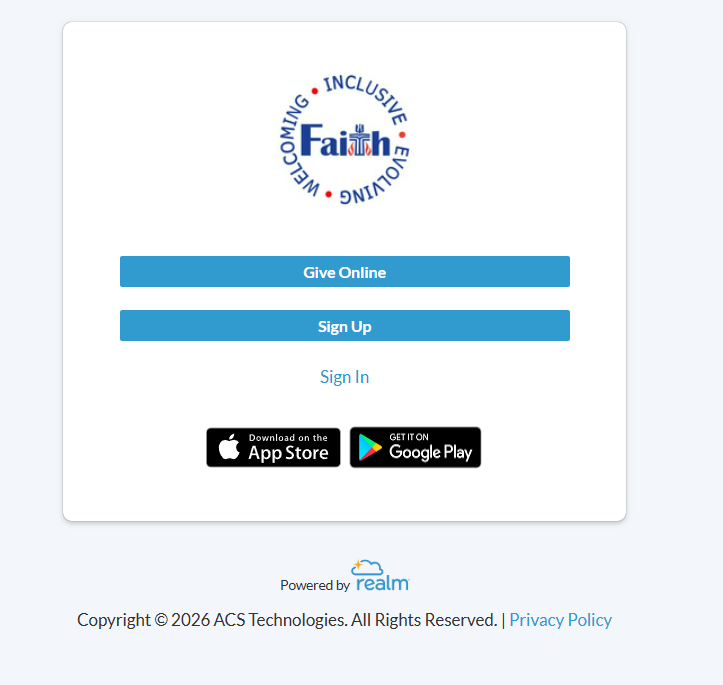 WELCOMING • INCLUSIVE • EVOLVING •
Faith
Give Online
Sign Up
Sign In
Download on the
App Store
GET IT ON
Google Play
Powered by realm
Copyright © 2026 ACS Technologies. All Rights Reserved. | Privacy Policy